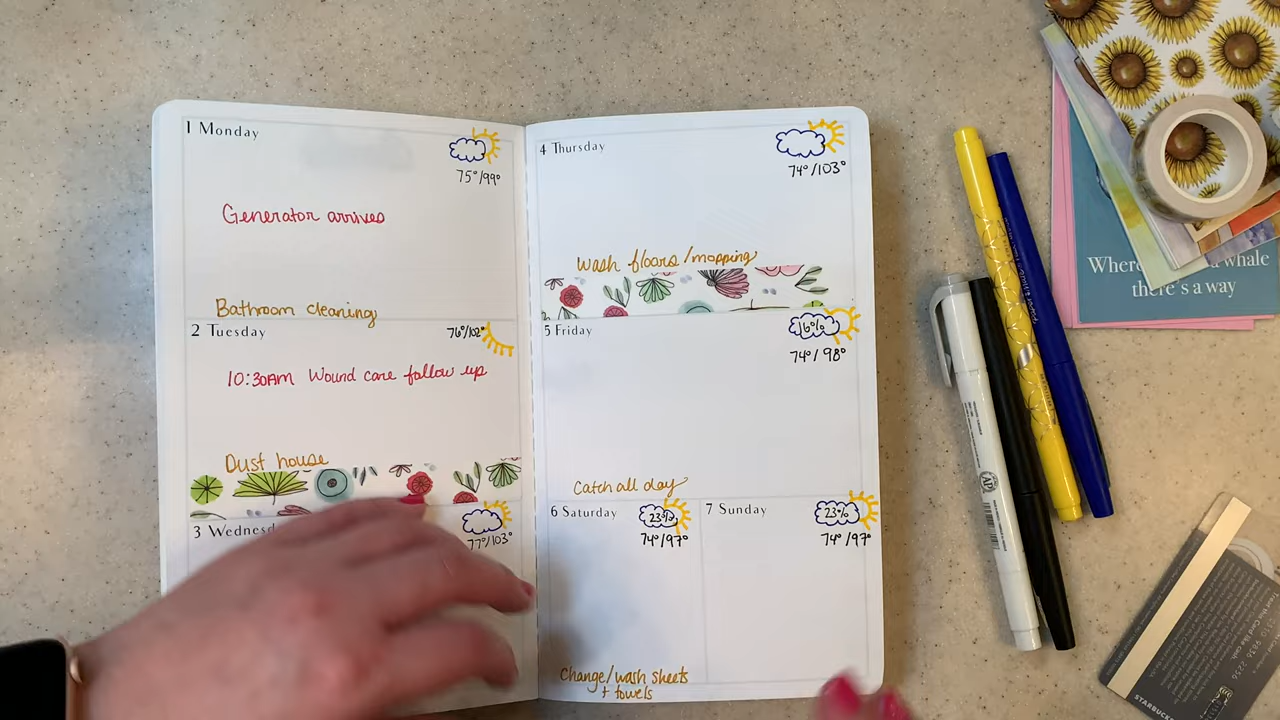 1 Monday
75°/99°
Generator arrives
Bathroom cleaning
2 Tuesday
76°/102°
10:30AM Wound care follow up
Dust house
3 Wednes
77°/103°
4 Thursday
74°/103°
Wash floors/mopping
5 Friday
16%
74°/98°
Catch all day
6 Saturday
23%
74°/97°
Change/wash sheets
+ towels
7 Sunday
23%
74°/97°
Where whale
there's a way
AP
STARBUCKS